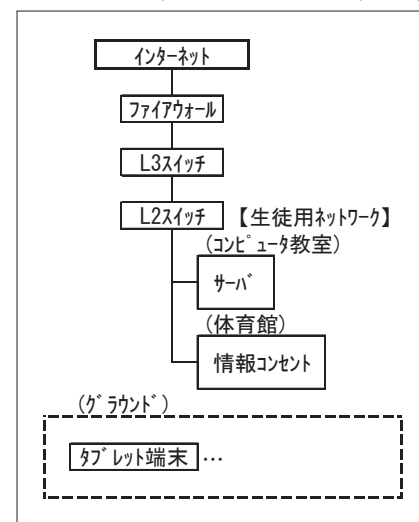 インターネット
ファイアウォール
L3スイッチ
L2スイッチ 【生徒用ネットワーク】
(コンピュータ教室)
サーバ
(体育館)
情報コンセント
(グラウンド)
タブレット端末 …